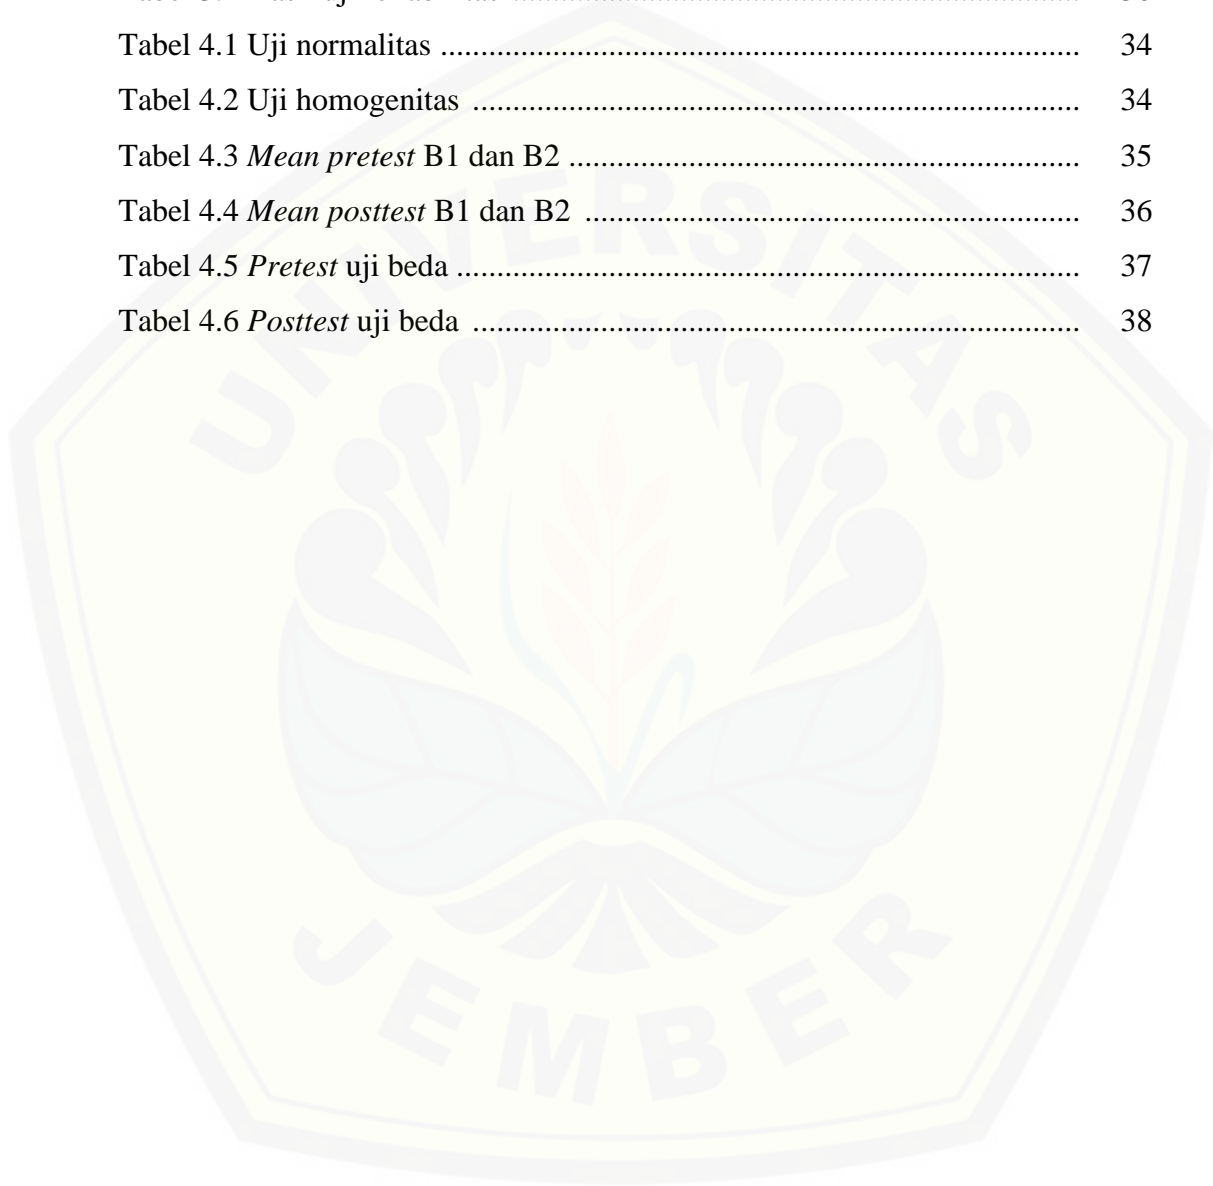 Tabel 4.1 Uji normalitas ................................................................................ 34
Tabel 4.2 Uji homogenitas ............................................................................ 34
Tabel 4.3 Mean pretest B1 dan B2 ................................................................ 35
Tabel 4.4 Mean posttest B1 dan B2 .............................................................. 36
Tabel 4.5 Pretest uji beda .............................................................................. 37
Tabel 4.6 Posttest uji beda ............................................................................ 38
UNIVERSITAS
JEMBER